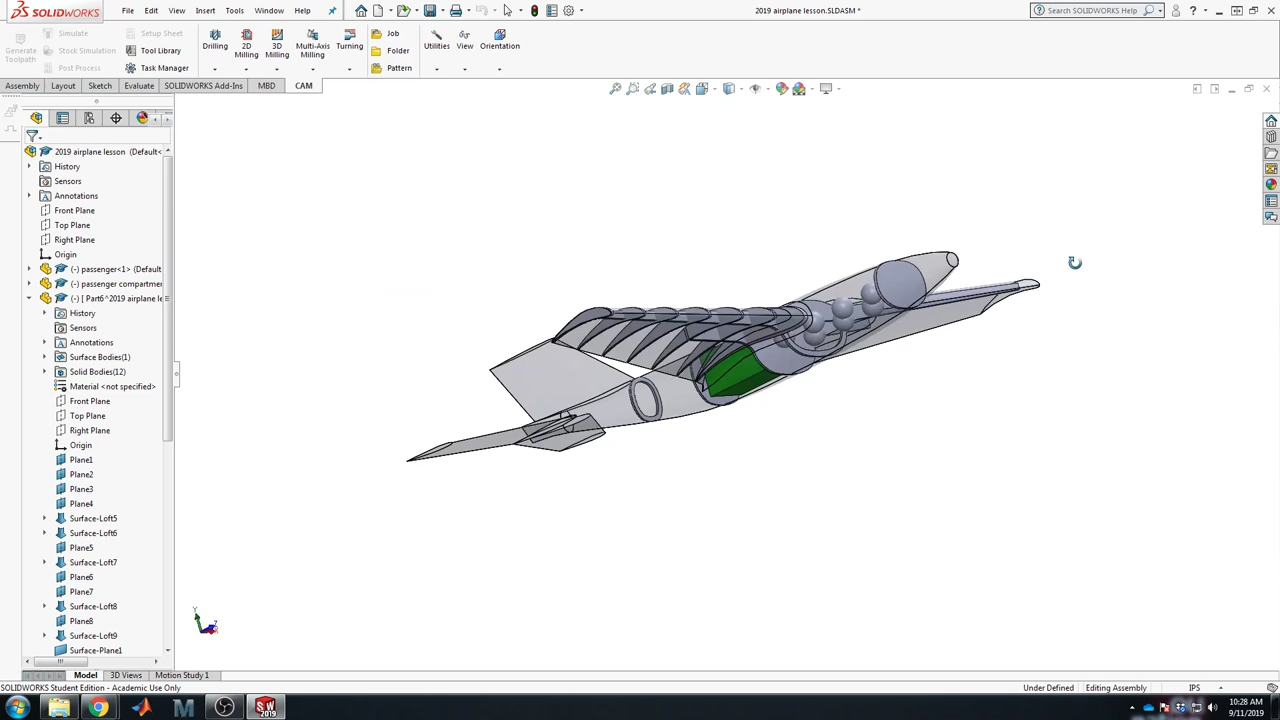 SOLIDWORKS File Edit View Insert Tools Window Help 2019 airplane lesson.SLDASM * Search SOLIDWORKS Help
Generate Toolpath Simulate Setup Sheet Drilling 2D Milling 3D Milling Multi-Axis Milling Turning Job Utilities View Orientation
Stock Simulation Tool Library Folder
Post Process Task Manager Pattern
Assembly Layout Sketch Evaluate SOLIDWORKS Add-Ins MBD CAM
2019 airplane lesson (Default<
History
Sensors
Annotations
Front Plane
Top Plane
Right Plane
Origin
(-) passenger<1> (Default
(-) passenger compartmer
(-) [ Part6^2019 airplane le
History
Sensors
Annotations
Surface Bodies(1)
Solid Bodies(12)
Material <not specified>
Front Plane
Top Plane
Right Plane
Origin
Plane1
Plane2
Plane3
Plane4
Surface-Loft5
Surface-Loft6
Plane5
Surface-Loft7
Plane6
Plane7
Surface-Loft8
Plane8
Surface-Loft9
Surface-Plane1
Y
Z
Model 3D Views Motion Study 1
SOLIDWORKS Student Edition - Academic Use Only Under Defined Editing Assembly IPS
SW 2019
10:28 AM
9/11/2019